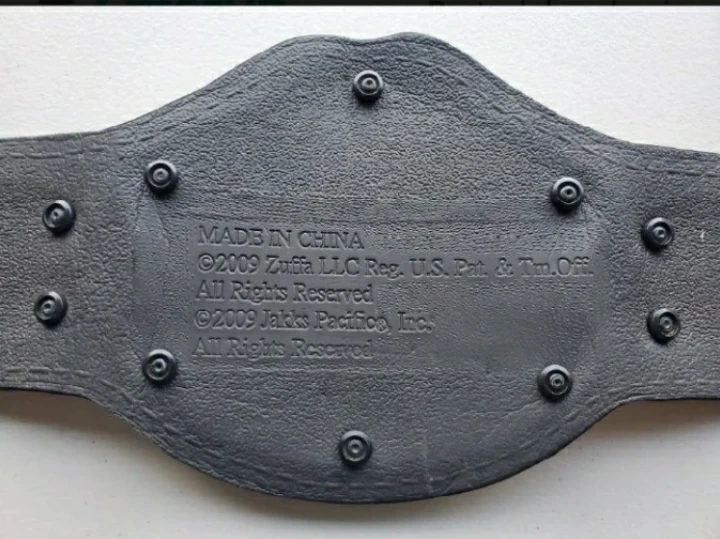 MADE IN CHINA
©2009 Zuffa LLC Reg. U.S. Pat. & Tm.Off.
All Rights Reserved
©2009 Jakks Pacific®, Inc.
All Rights Reserved